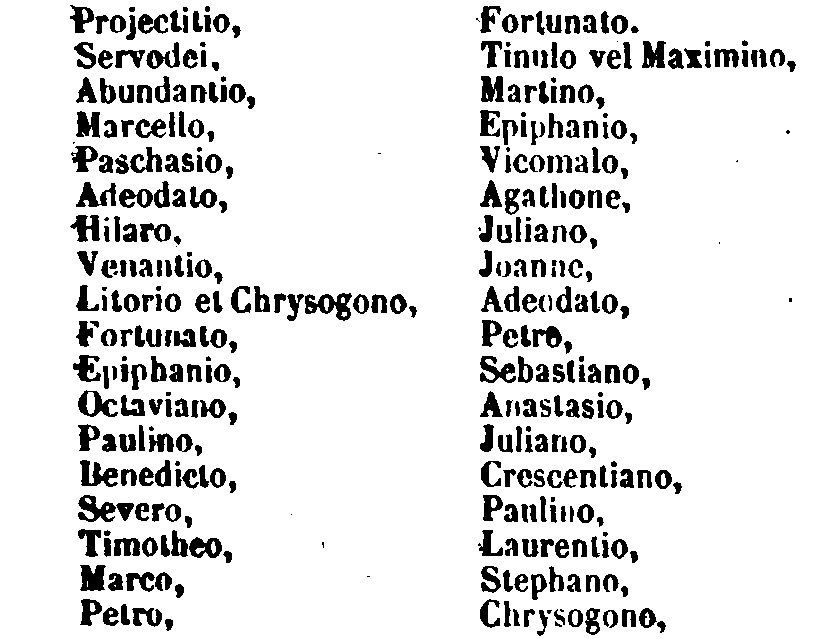 Projectitio,
Servodei,
Abundantio,
Marcello,
Paschasio,
Adeodato,
Hilaro,
Venantio,
Litorio et Chrysogono,
Fortunato,
Epiphanio,
Octaviano,
Paulino,
Benedicto,
Severo,
Timotheo,
Marco,
Petro,
Fortunato.
Tinulo vel Maximino,
Martino,
Epiphanio,
Vicomalo,
Agathone,
Juliano,
Joanne,
Adeodato,
Petro,
Sebastiano,
Anastasio,
Juliano,
Crescentiano,
Paulino,
Laurentio,
Stephano,
Chrysogono,